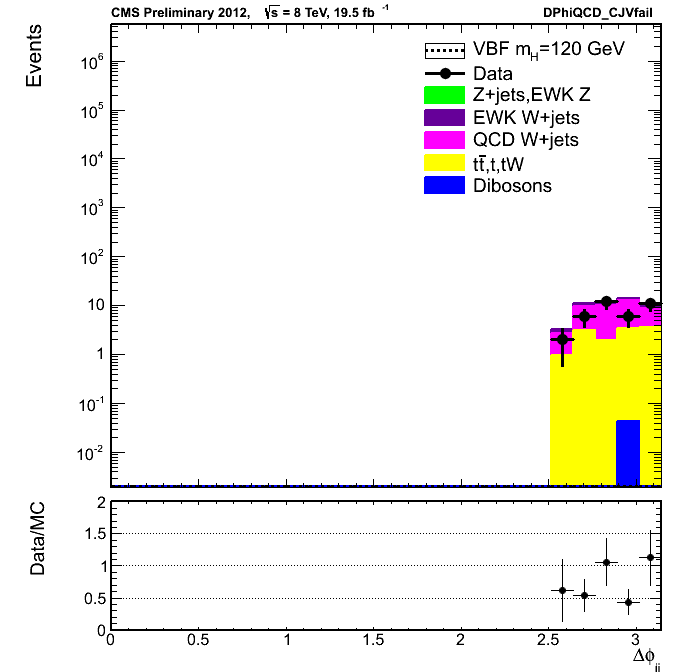 CMS Preliminary 2012, √s = 8 TeV, 19.5 fb⁻¹ DPhiQCD_CJVfail
Events
VBF m_H=120 GeV
Data
Z+jets,EWK Z
EWK W+jets
QCD W+jets
tt̄,t,tW
Dibosons
10⁶
10⁵
10⁴
10³
10²
10
1
10⁻¹
10⁻²
Data/MC
2
1.5
1
0.5
0
0 0.5 1 1.5 2 2.5 3
Δϕ_jj